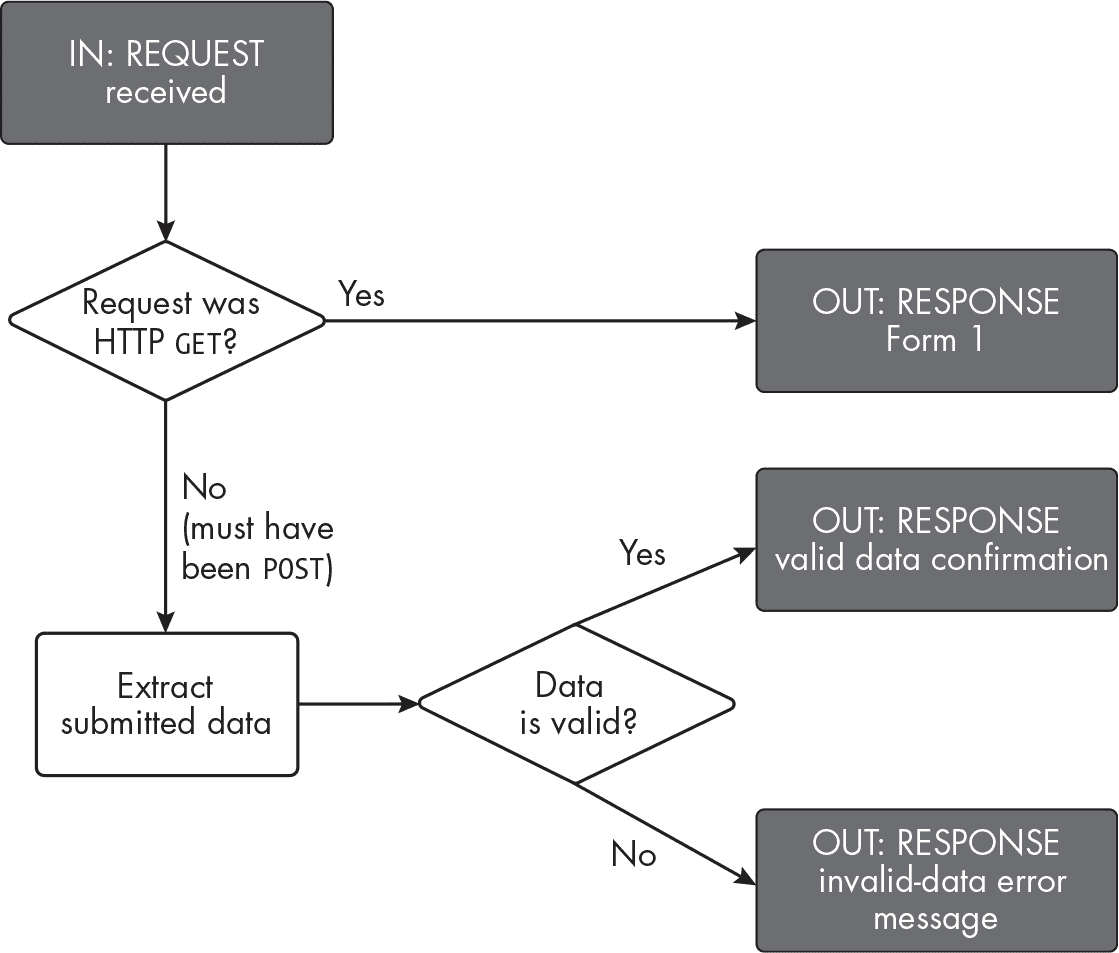 IN: REQUEST
received
Request was
HTTP GET?
Yes
OUT: RESPONSE
Form 1
No
(must have
been POST)
Extract
submitted data
Data
is valid?
Yes
OUT: RESPONSE
valid data confirmation
No
OUT: RESPONSE
invalid-data error
message